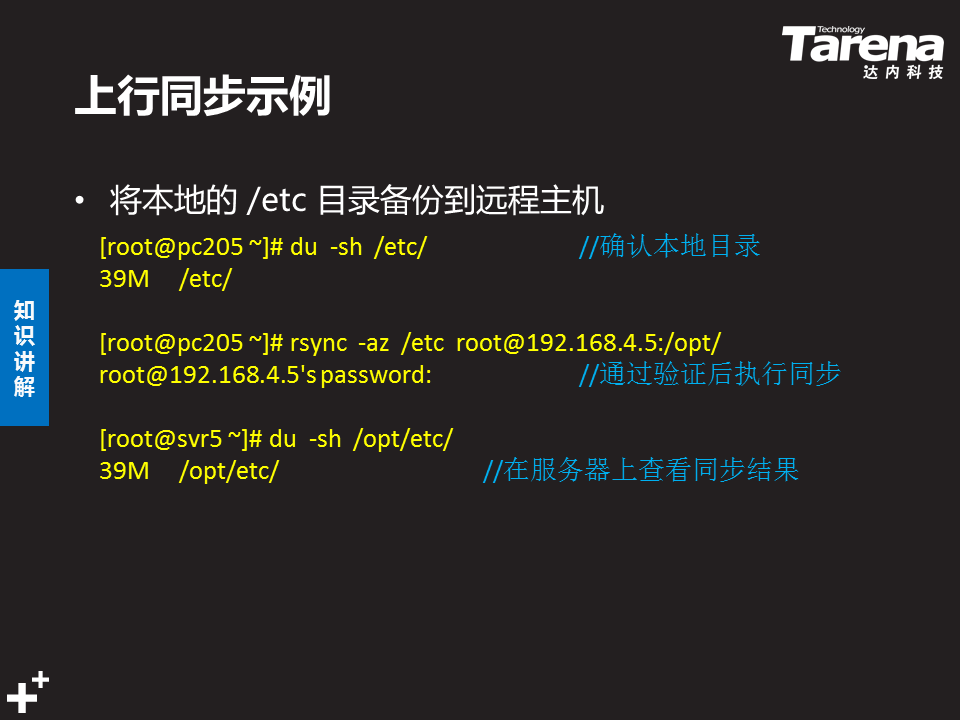 Technology
Tarena
达内科技
上行同步示例
• 将本地的 /etc 目录备份到远程主机
[root@pc205 ~]# du -sh /etc/ //确认本地目录
39M /etc/
[root@pc205 ~]# rsync -az /etc root@192.168.4.5:/opt/
root@192.168.4.5's password: //通过验证后执行同步
[root@svr5 ~]# du -sh /opt/etc/
39M /opt/etc/ //在服务器上查看同步结果
知识讲解